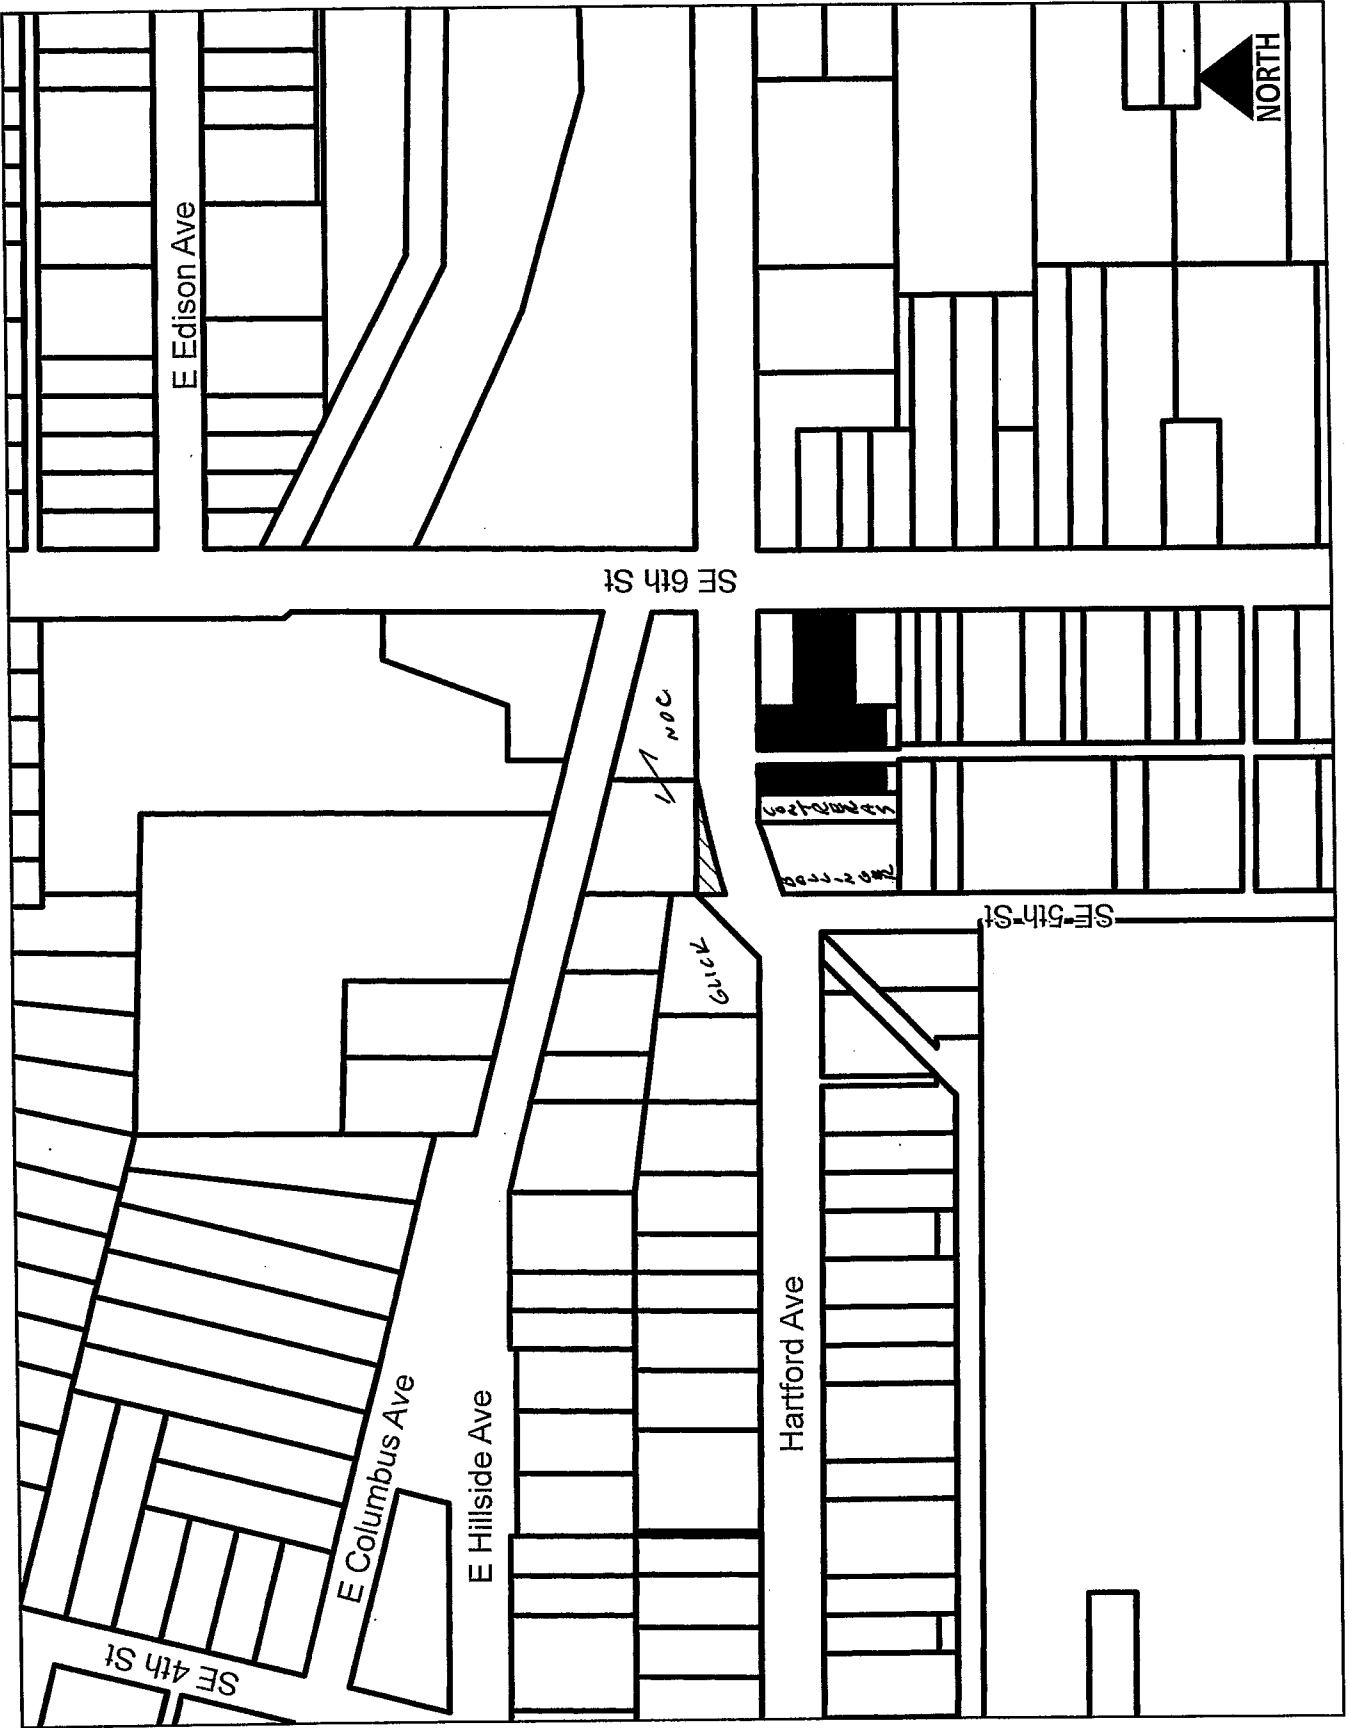 NORTH
E Edison Ave
SE 6th St
NOC
GLICK
SE 5th St
Hartford Ave
E Hillside Ave
E Columbus Ave
SE 4th St